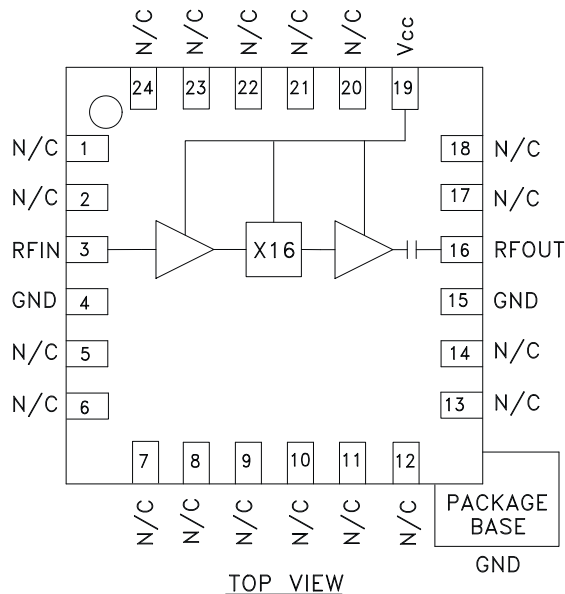 N/C N/C N/C N/C N/C Vcc
24 23 22 21 20 19
N/C 1 18 N/C
N/C 2 17 N/C
RFIN 3 X16 16 RFOUT
GND 4 15 GND
N/C 5 14 N/C
N/C 6 13 N/C
7 8 9 10 11 12
N/C N/C N/C N/C N/C N/C
PACKAGE
BASE
GND
TOP VIEW